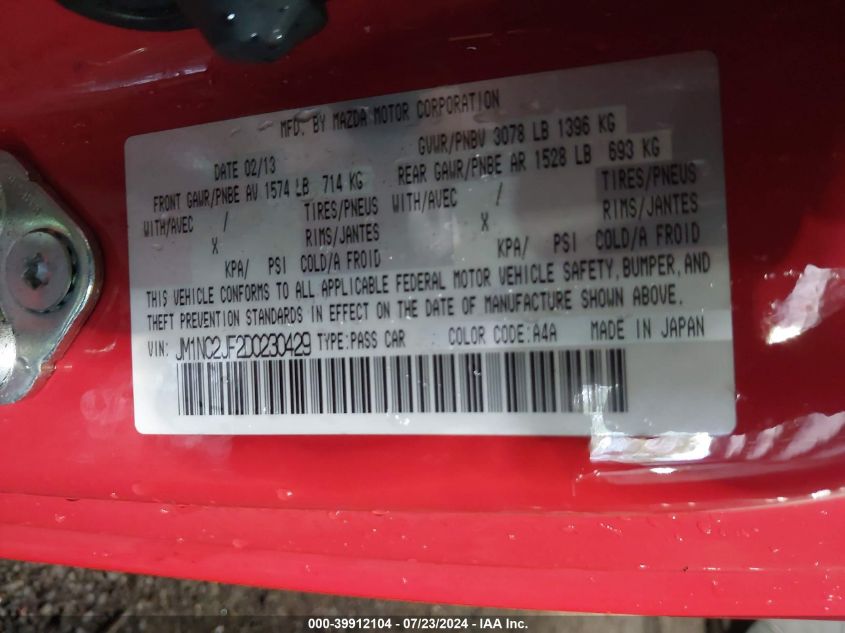 MFD. BY MAZDA MOTOR CORPORATION
DATE 02/13 GVWR/PNBV 3078 LB 1396 KG
FRONT GAWR/PNBE AV 1574 LB 714 KG REAR GAWR/PNBE AR 1528 LB 693 KG
WITH/AVEC / TIRES/PNEUS WITH/AVEC / TIRES/PNEUS
X RIMS/JANTES X RIMS/JANTES
KPA/ PSI COLD/A FROID KPA/ PSI COLD/A FROID
THIS VEHICLE CONFORMS TO ALL APPLICABLE FEDERAL MOTOR VEHICLE SAFETY, BUMPER, AND
THEFT PREVENTION STANDARDS IN EFFECT ON THE DATE OF MANUFACTURE SHOWN ABOVE.
VIN: JM1NC2JF2D0230429 TYPE: PASS CAR COLOR CODE: A4A MADE IN JAPAN
000-39912104 - 07/23/2024 - IAA Inc.